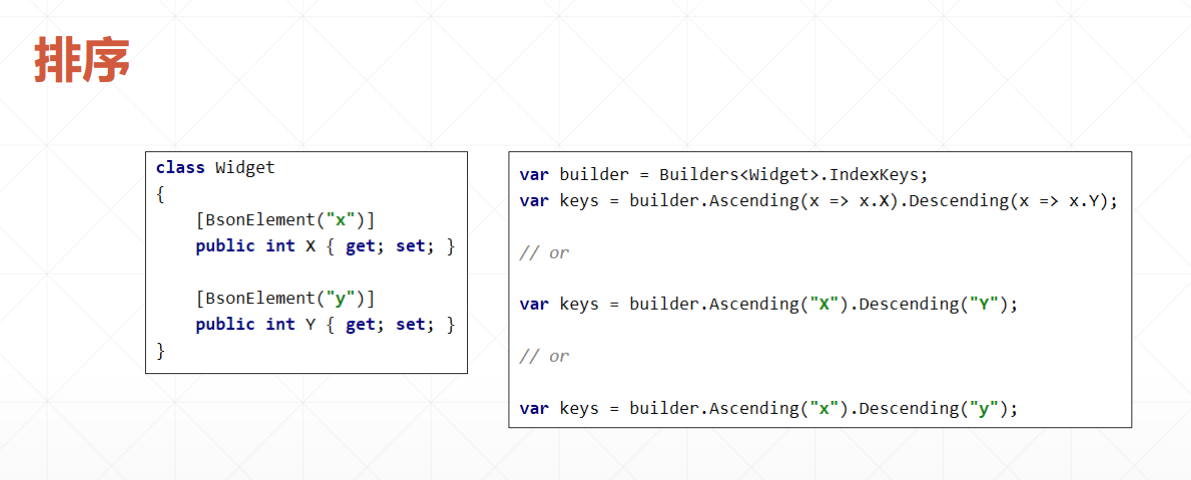 排序
class Widget
{
    [BsonElement("x")]
    public int X { get; set; }

    [BsonElement("y")]
    public int Y { get; set; }
}
var builder = Builders<Widget>.IndexKeys;
var keys = builder.Ascending(x => x.X).Descending(x => x.Y);

// or

var keys = builder.Ascending("X").Descending("Y");

// or

var keys = builder.Ascending("x").Descending("y");